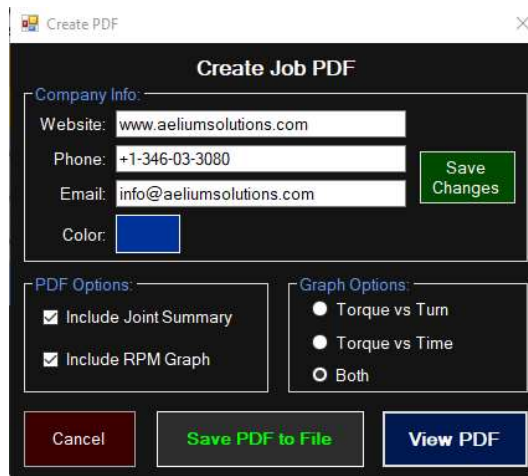 Create PDF
Create Job PDF
Company Info:
Website: www.aeliumsolutions.com
Phone: +1-346-03-3080
Email: info@aeliumsolutions.com
Save
Changes
Color:
PDF Options:
Include Joint Summary
Include RPM Graph
Graph Options:
Torque vs Turn
Torque vs Time
Both
Cancel
Save PDF to File
View PDF